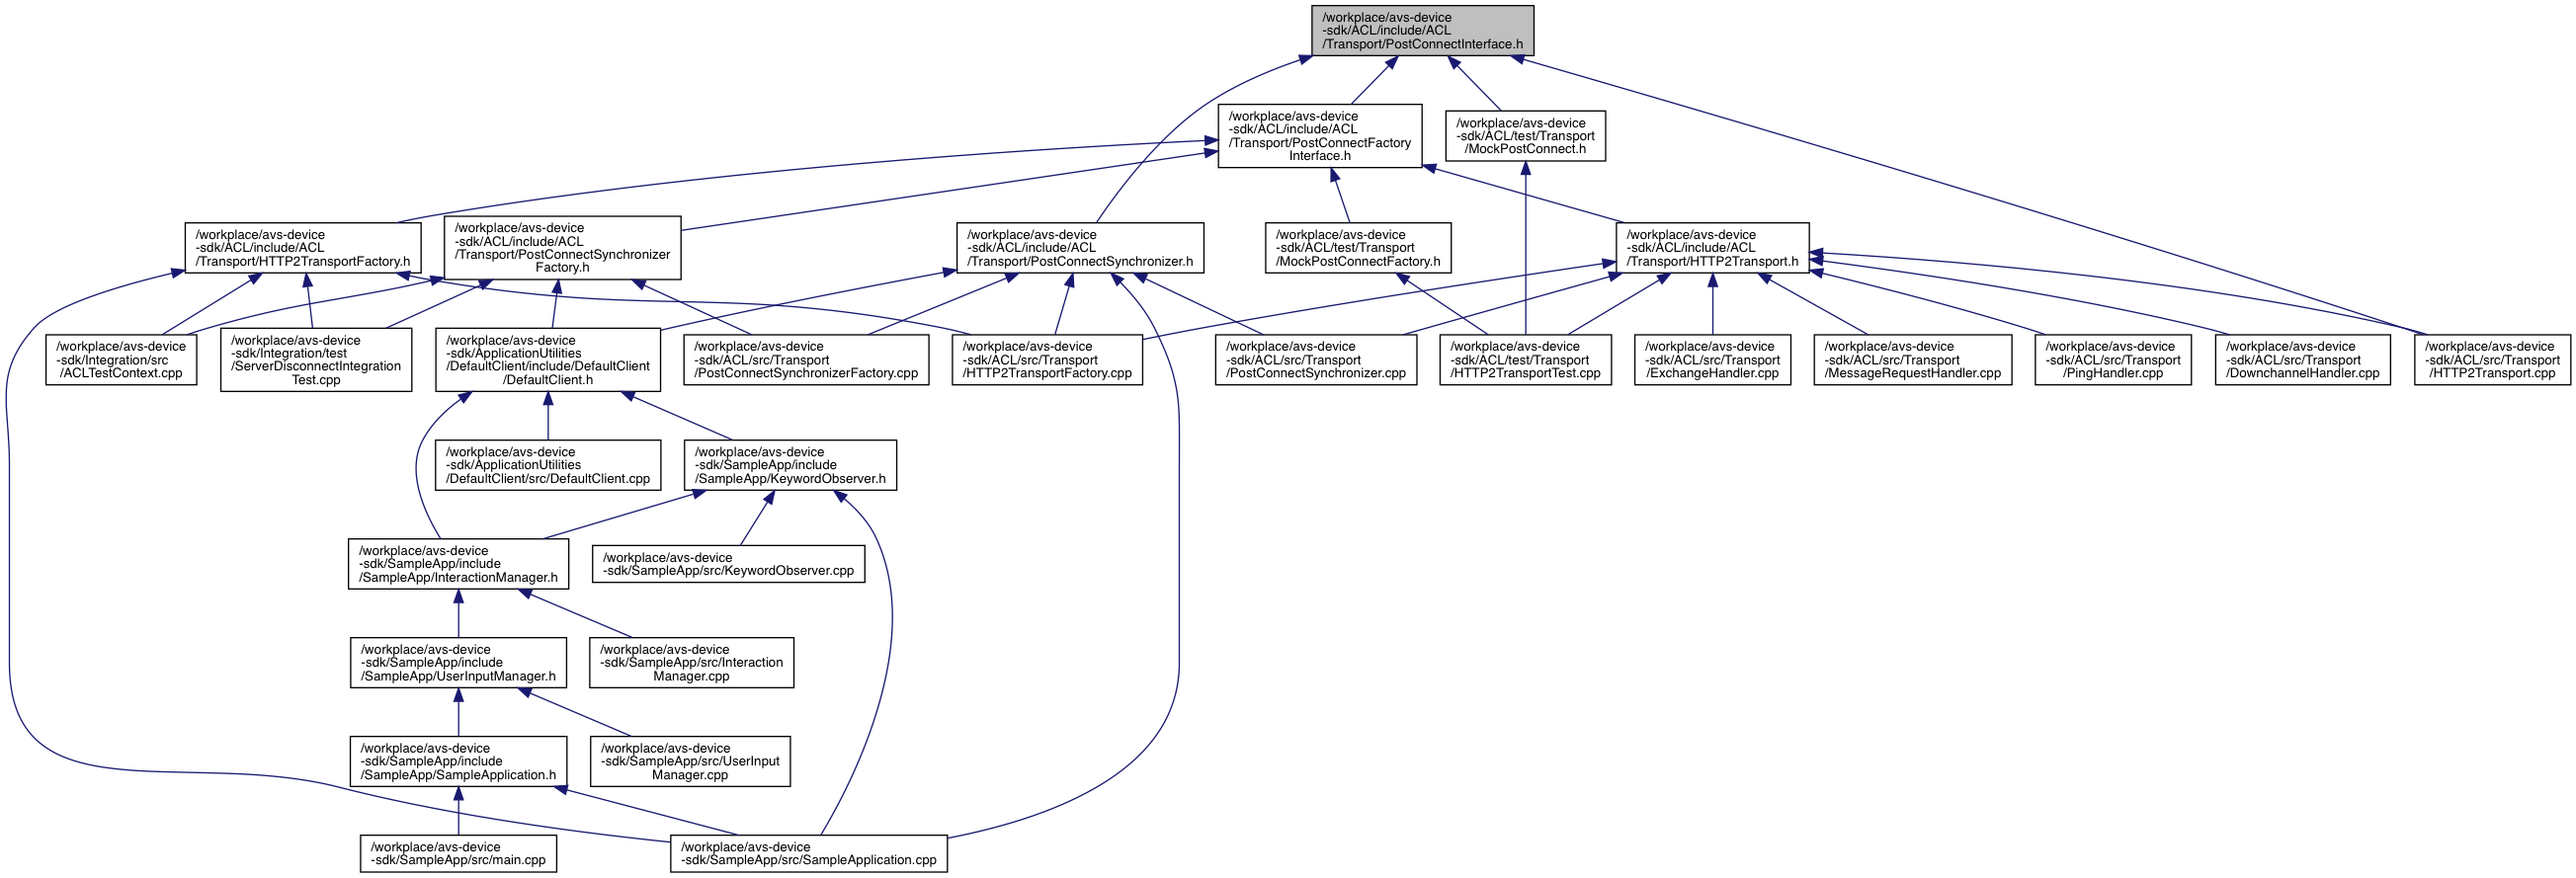 /workplace/avs-device
-sdk/ACL/include/ACL
/Transport/PostConnectInterface.h
/workplace/avs-device
-sdk/ACL/include/ACL
/Transport/PostConnectFactory
Interface.h
/workplace/avs-device
-sdk/ACL/test/Transport
/MockPostConnect.h
/workplace/avs-device
-sdk/ACL/include/ACL
/Transport/HTTP2TransportFactory.h
/workplace/avs-device
-sdk/ACL/include/ACL
/Transport/PostConnectSynchronizer
Factory.h
/workplace/avs-device
-sdk/ACL/include/ACL
/Transport/PostConnectSynchronizer.h
/workplace/avs-device
-sdk/ACL/test/Transport
/MockPostConnectFactory.h
/workplace/avs-device
-sdk/ACL/include/ACL
/Transport/HTTP2Transport.h
/workplace/avs-device
-sdk/Integration/src
/ACLTestContext.cpp
/workplace/avs-device
-sdk/Integration/test
/ServerDisconnectIntegration
Test.cpp
/workplace/avs-device
-sdk/ApplicationUtilities
/DefaultClient/include/DefaultClient
/DefaultClient.h
/workplace/avs-device
-sdk/ACL/src/Transport
/PostConnectSynchronizerFactory.cpp
/workplace/avs-device
-sdk/ACL/src/Transport
/HTTP2TransportFactory.cpp
/workplace/avs-device
-sdk/ACL/src/Transport
/PostConnectSynchronizer.cpp
/workplace/avs-device
-sdk/ACL/test/Transport
/HTTP2TransportTest.cpp
/workplace/avs-device
-sdk/ACL/src/Transport
/ExchangeHandler.cpp
/workplace/avs-device
-sdk/ACL/src/Transport
/MessageRequestHandler.cpp
/workplace/avs-device
-sdk/ACL/src/Transport
/PingHandler.cpp
/workplace/avs-device
-sdk/ACL/src/Transport
/DownchannelHandler.cpp
/workplace/avs-device
-sdk/ACL/src/Transport
/HTTP2Transport.cpp
/workplace/avs-device
-sdk/ApplicationUtilities
/DefaultClient/src/DefaultClient.cpp
/workplace/avs-device
-sdk/SampleApp/include
/SampleApp/KeywordObserver.h
/workplace/avs-device
-sdk/SampleApp/include
/SampleApp/InteractionManager.h
/workplace/avs-device
-sdk/SampleApp/src/KeywordObserver.cpp
/workplace/avs-device
-sdk/SampleApp/include
/SampleApp/UserInputManager.h
/workplace/avs-device
-sdk/SampleApp/src/Interaction
Manager.cpp
/workplace/avs-device
-sdk/SampleApp/include
/SampleApp/SampleApplication.h
/workplace/avs-device
-sdk/SampleApp/src/UserInput
Manager.cpp
/workplace/avs-device
-sdk/SampleApp/src/main.cpp
/workplace/avs-device
-sdk/SampleApp/src/SampleApplication.cpp